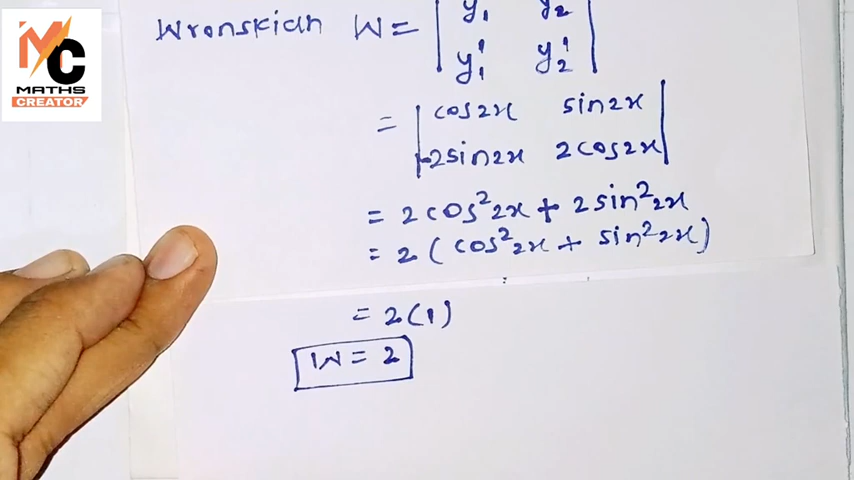 MC
MATHS
CREATOR
Wronskian W = | y₁ y₂ |
| y₁' y₂' |
= | cos2x sin2x |
| -2sin2x 2cos2x |
= 2cos²2x + 2sin²2x
= 2(cos²2x + sin²2x)
= 2(1)
W = 2